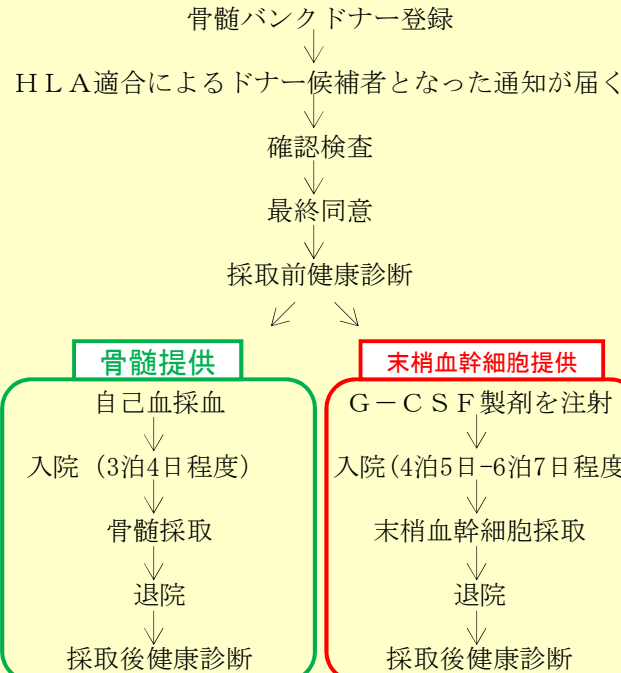 骨髄バンクドナー登録
HLA適合によるドナー候補者となった通知が届く
確認検査
最終同意
採取前健康診断
骨髄提供
自己血採血
入院（3泊4日程度）
骨髄採取
退院
採取後健康診断
末梢血幹細胞提供
G－CSF製剤を注射
入院(4泊5日-6泊7日程度
末梢血幹細胞採取
退院
採取後健康診断